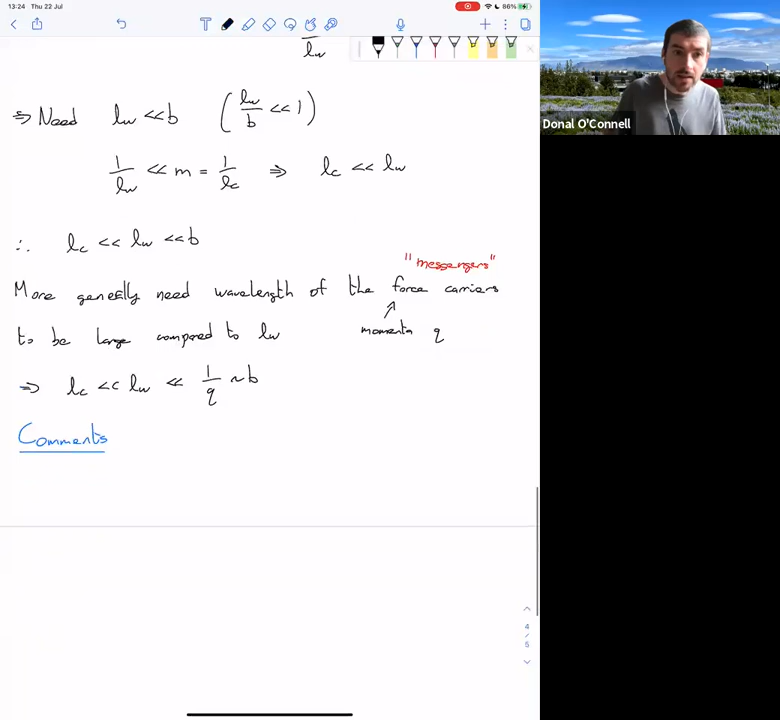 13:24 Thu 22 Jul
86%
T
lw
⇒ Need lw << b (lw/b << 1)
1/lw << m = 1/lc ⇒ lc << lw
∴ lc << lw << b
"messengers"
More generally need wavelength of the force carriers
to be large compared to lw
momenta q
⇒ lc << lw << 1/q ~ b
Comments
4
/
5
Donal O'Connell